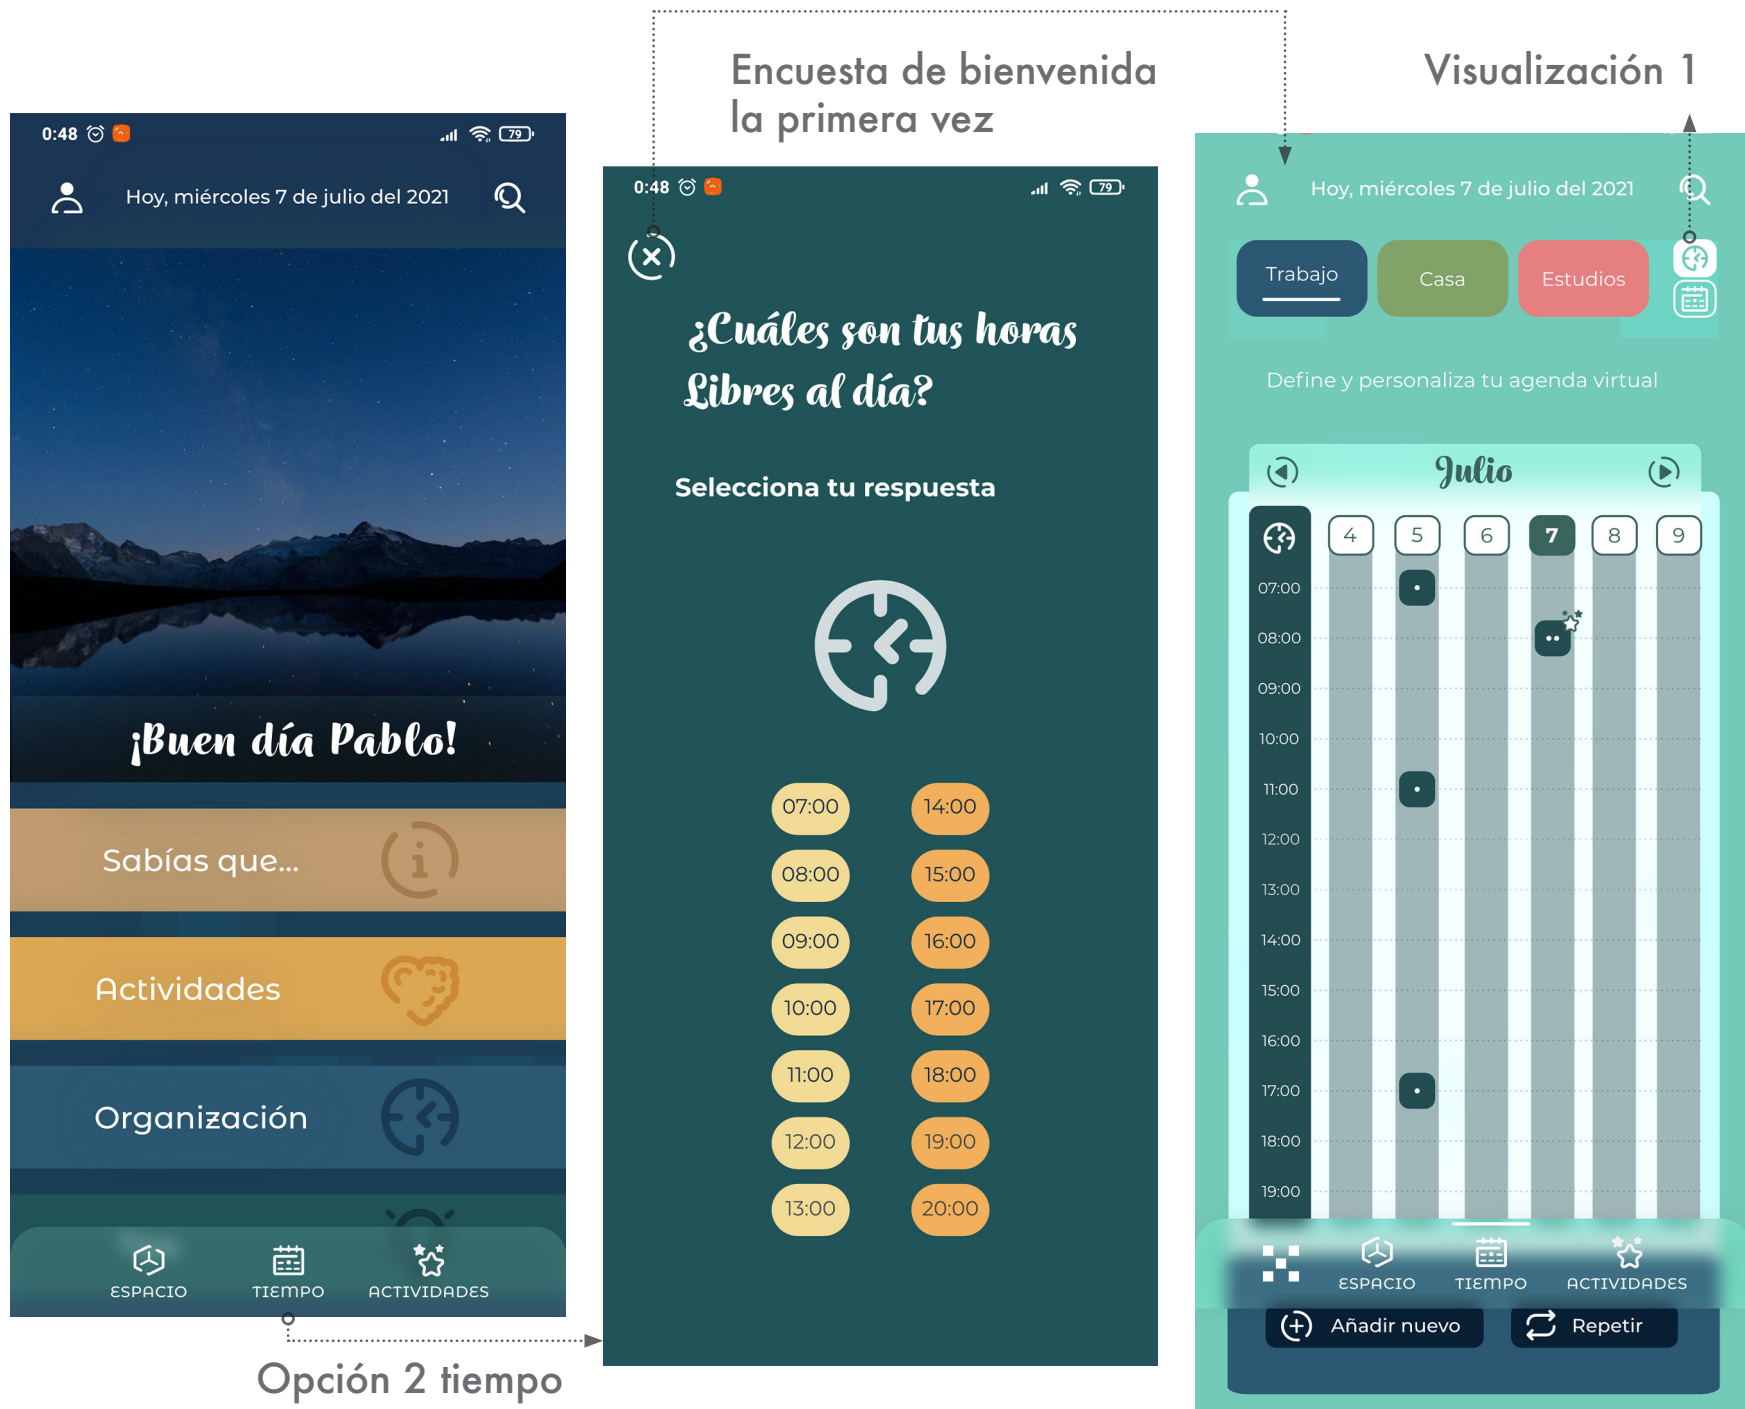 Encuesta de bienvenida
la primera vez
Visualización 1
0:48
79
Hoy, miércoles 7 de julio del 2021
¡Buen día Pablo!
Sabías que...
Actividades
Organización
ESPACIO
TIEMPO
ACTIVIDADES
Opción 2 tiempo
0:48
79
¿Cuáles son tus horas
Libres al día?
Selecciona tu respuesta
07:00 14:00
08:00 15:00
09:00 16:00
10:00 17:00
11:00 18:00
12:00 19:00
13:00 20:00
Hoy, miércoles 7 de julio del 2021
Trabajo
Casa
Estudios
Define y personaliza tu agenda virtual
Julio
4 5 6 7 8 9
07:00
08:00
09:00
10:00
11:00
12:00
13:00
14:00
15:00
16:00
17:00
18:00
19:00
ESPACIO
TIEMPO
ACTIVIDADES
Añadir nuevo
Repetir